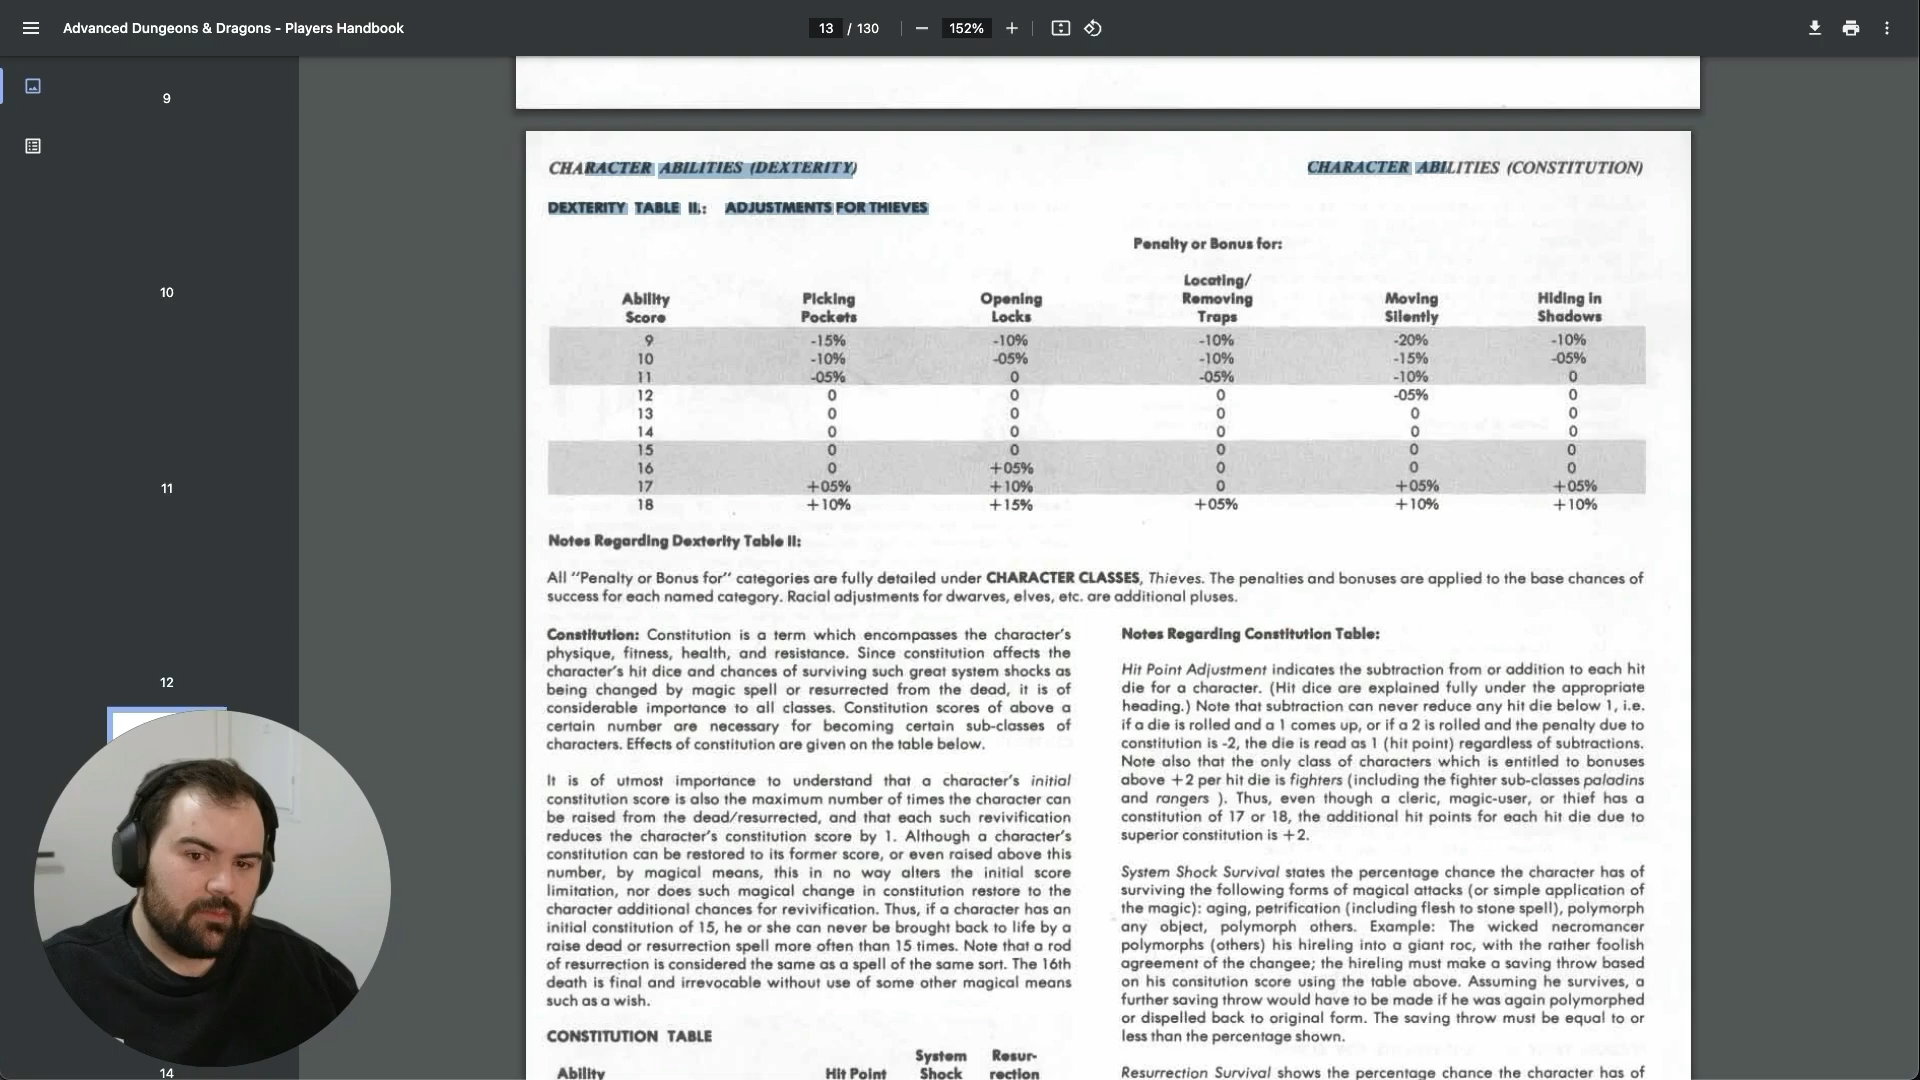 Advanced Dungeons & Dragons - Players Handbook
13 / 130
152%
9
10
11
12
14
CHARACTER ABILITIES (DEXTERITY)
CHARACTER ABILITIES (CONSTITUTION)
DEXTERITY TABLE II.: ADJUSTMENTS FOR THIEVES
Penalty or Bonus for:
Ability Score Picking Pockets Opening Locks Locating/ Removing Traps Moving Silently Hiding in Shadows
9 -15% -10% -10% -20% -10%
10 -10% -05% -10% -15% -05%
11 -05% 0 -05% -10% 0
12 0 0 0 -05% 0
13 0 0 0 0 0
14 0 0 0 0 0
15 0 0 0 0 0
16 0 +05% 0 0 0
17 +05% +10% 0 +05% +05%
18 +10% +15% +05% +10% +10%
Notes Regarding Dexterity Table II:
All "Penalty or Bonus for" categories are fully detailed under CHARACTER CLASSES, Thieves. The penalties and bonuses are applied to the base chances of
success for each named category. Racial adjustments for dwarves, elves, etc. are additional pluses.
Constitution: Constitution is a term which encompasses the character's
physique, fitness, health, and resistance. Since constitution affects the
character's hit dice and chances of surviving such great system shocks as
being changed by magic spell or resurrected from the dead, it is of
considerable importance to all classes. Constitution scores of above a
certain number are necessary for becoming certain sub-classes of
characters. Effects of constitution are given on the table below.
It is of utmost importance to understand that a character's initial
constitution score is also the maximum number of times the character can
be raised from the dead/resurrected, and that each such revivification
reduces the character's constitution score by 1. Although a character's
constitution can be restored to its former score, or even raised above this
number, by magical means, this in no way alters the initial score
limitation, nor does such magical change in constitution restore to the
character additional chances for revivification. Thus, if a character has an
initial constitution of 15, he or she can never be brought back to life by a
raise dead or resurrection spell more often than 15 times. Note that a rod
of resurrection is considered the same as a spell of the same sort. The 16th
death is final and irrevocable without use of some other magical means
such as a wish.
CONSTITUTION TABLE
System Resur-
Ability Hit Point Shock rection
Notes Regarding Constitution Table:
Hit Point Adjustment indicates the subtraction from or addition to each hit
die for a character. (Hit dice are explained fully under the appropriate
heading.) Note that subtraction can never reduce any hit die below 1, i.e.
if a die is rolled and a 1 comes up, or if a 2 is rolled and the penalty due to
constitution is -2, the die is read as 1 (hit point) regardless of subtractions.
Note also that the only class of characters which is entitled to bonuses
above +2 per hit die is fighters (including the fighter sub-classes paladins
and rangers ). Thus, even though a cleric, magic-user, or thief has a
constitution of 17 or 18, the additional hit points for each hit die due to
superior constitution is +2.
System Shock Survival states the percentage chance the character has of
surviving the following forms of magical attacks (or simple application of
the magic): aging, petrification (including flesh to stone spell), polymorph
any object, polymorph others. Example: The wicked necromancer
polymorphs (others) his hireling into a giant roc, with the rather foolish
agreement of the changee; the hireling must make a saving throw based
on his consitution score using the table above. Assuming he survives, a
further saving throw would have to be made if he was again polymorphed
or dispelled back to original form. The saving throw must be equal to or
less than the percentage shown.
Resurrection Survival shows the percentage chance the character has of